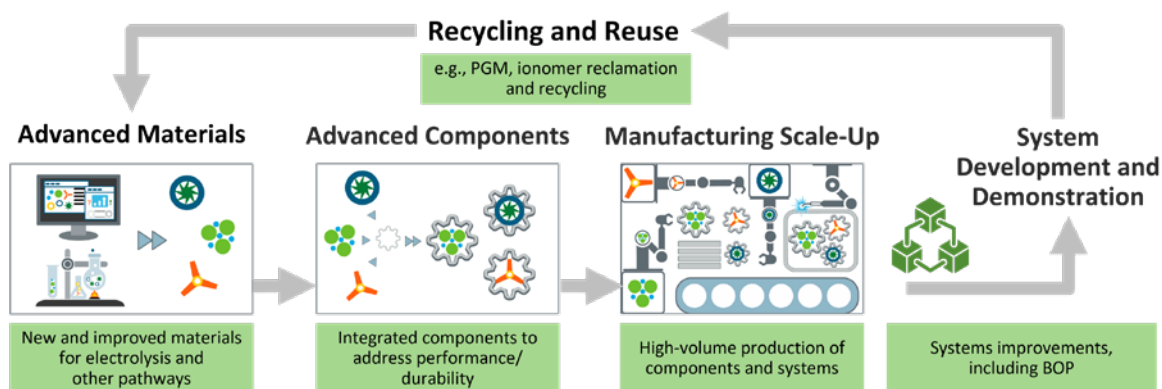 Recycling and Reuse
e.g., PGM, ionomer reclamation
and recycling
Advanced Materials
New and improved materials
for electrolysis and
other pathways
Advanced Components
Integrated components to
address performance/
durability
Manufacturing Scale-Up
High-volume production of
components and systems
System
Development and
Demonstration
Systems improvements,
including BOP